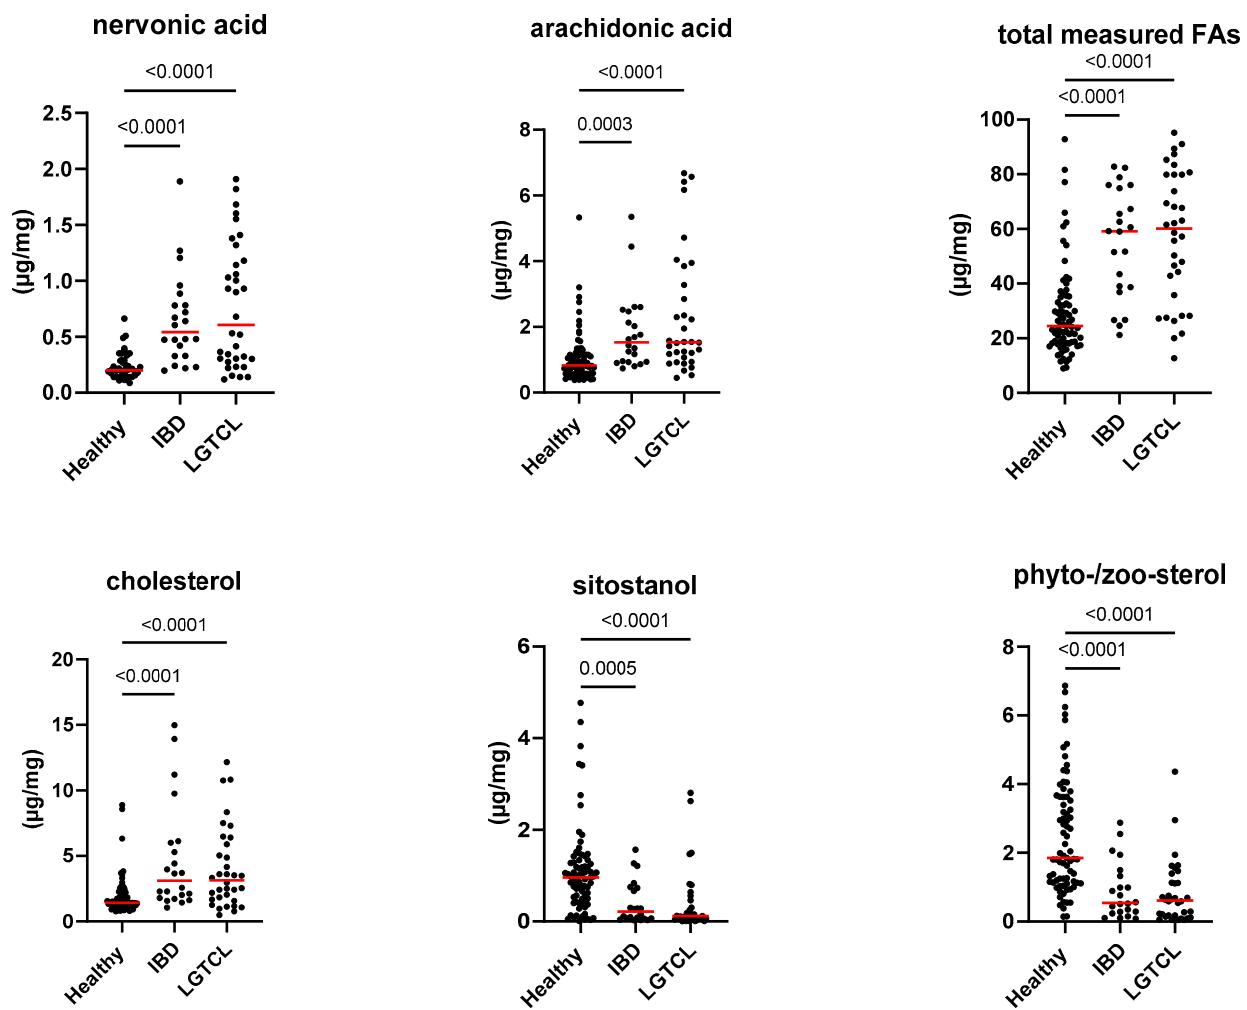 nervonic acid
<0.0001
<0.0001
2.5
2.0
1.5
1.0
0.5
0.0
(µg/mg)
Healthy
IBD
LGTCL
arachidonic acid
<0.0001
0.0003
8
6
4
2
0
(µg/mg)
Healthy
IBD
LGTCL
total measured FAs
<0.0001
<0.0001
100
80
60
40
20
0
(µg/mg)
Healthy
IBD
LGTCL
cholesterol
<0.0001
<0.0001
20
15
10
5
0
(µg/mg)
Healthy
IBD
LGTCL
sitostanol
<0.0001
0.0005
6
4
2
0
(µg/mg)
Healthy
IBD
LGTCL
phyto-/zoo-sterol
<0.0001
<0.0001
8
6
4
2
0
Healthy
IBD
LGTCL